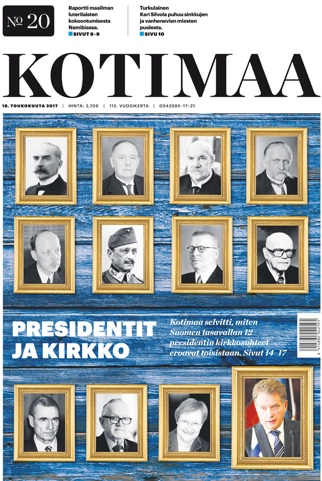 No 20
Raportti maailman
luterilaisten
kokoontumisesta
Namibiassa.
SIVUT 6–9
Turkulainen
Kari Siivola puhuu sinkkujen
ja vanhenevien miesten
puolesta.
SIVU 10
KOTIMAA
18. TOUKOKUUTA 2017 | HINTA: 3,70€ | 112. VUOSIKERTA | 0043595-17-21
PRESIDENTIT
JA KIRKKO
Kotimaa selvitti, miten
Suomen tasavallan 12
presidentin kirkkosuhteet
eroavat toisistaan. Sivut 14–17